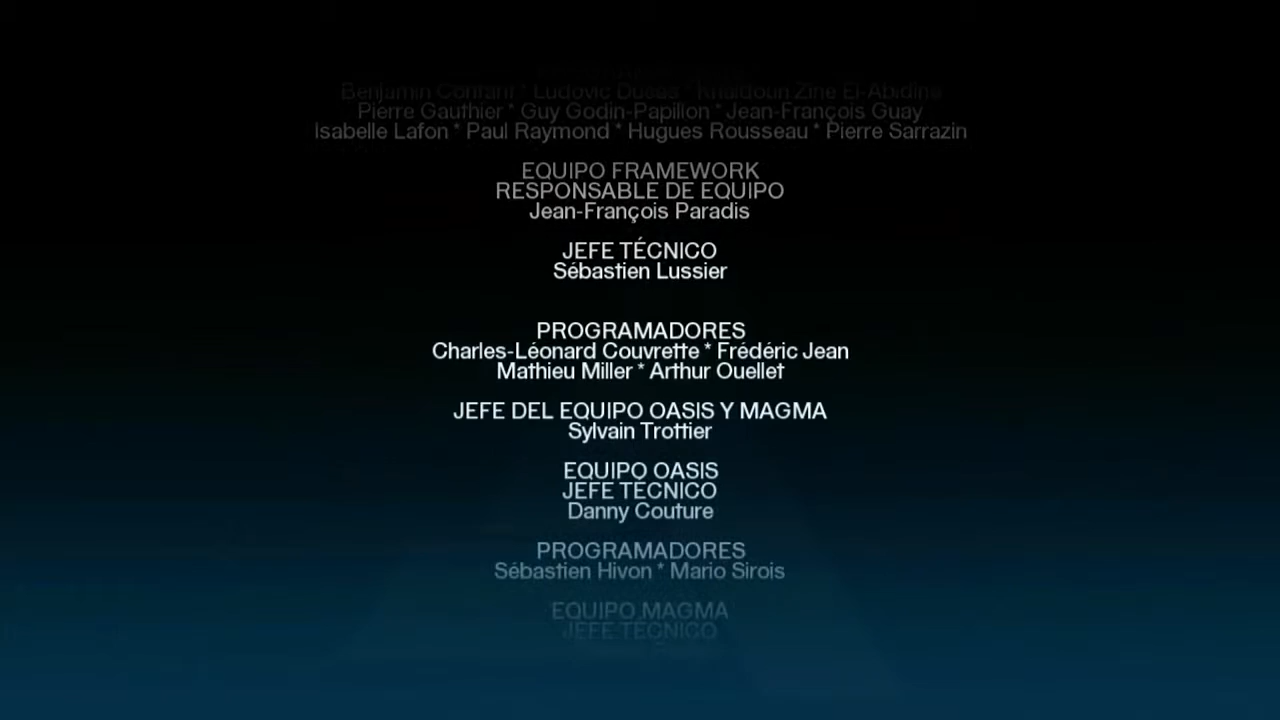 Benjamin Contant * Ludovic Dubas * Khaldoun Zine El-Abidine
Pierre Gauthier * Guy Godin-Papillon * Jean-François Guay
Isabelle Lafon * Paul Raymond * Hugues Rousseau * Pierre Sarrazin
EQUIPO FRAMEWORK
RESPONSABLE DE EQUIPO
Jean-François Paradis
JEFE TÉCNICO
Sébastien Lussier
PROGRAMADORES
Charles-Léonard Couvrette * Frédéric Jean
Mathieu Miller * Arthur Ouellet
JEFE DEL EQUIPO OASIS Y MAGMA
Sylvain Trottier
EQUIPO OASIS
JEFE TÉCNICO
Danny Couture
PROGRAMADORES
Sébastien Hivon * Mario Sirois
EQUIPO MAGMA
JEFE TÉCNICO